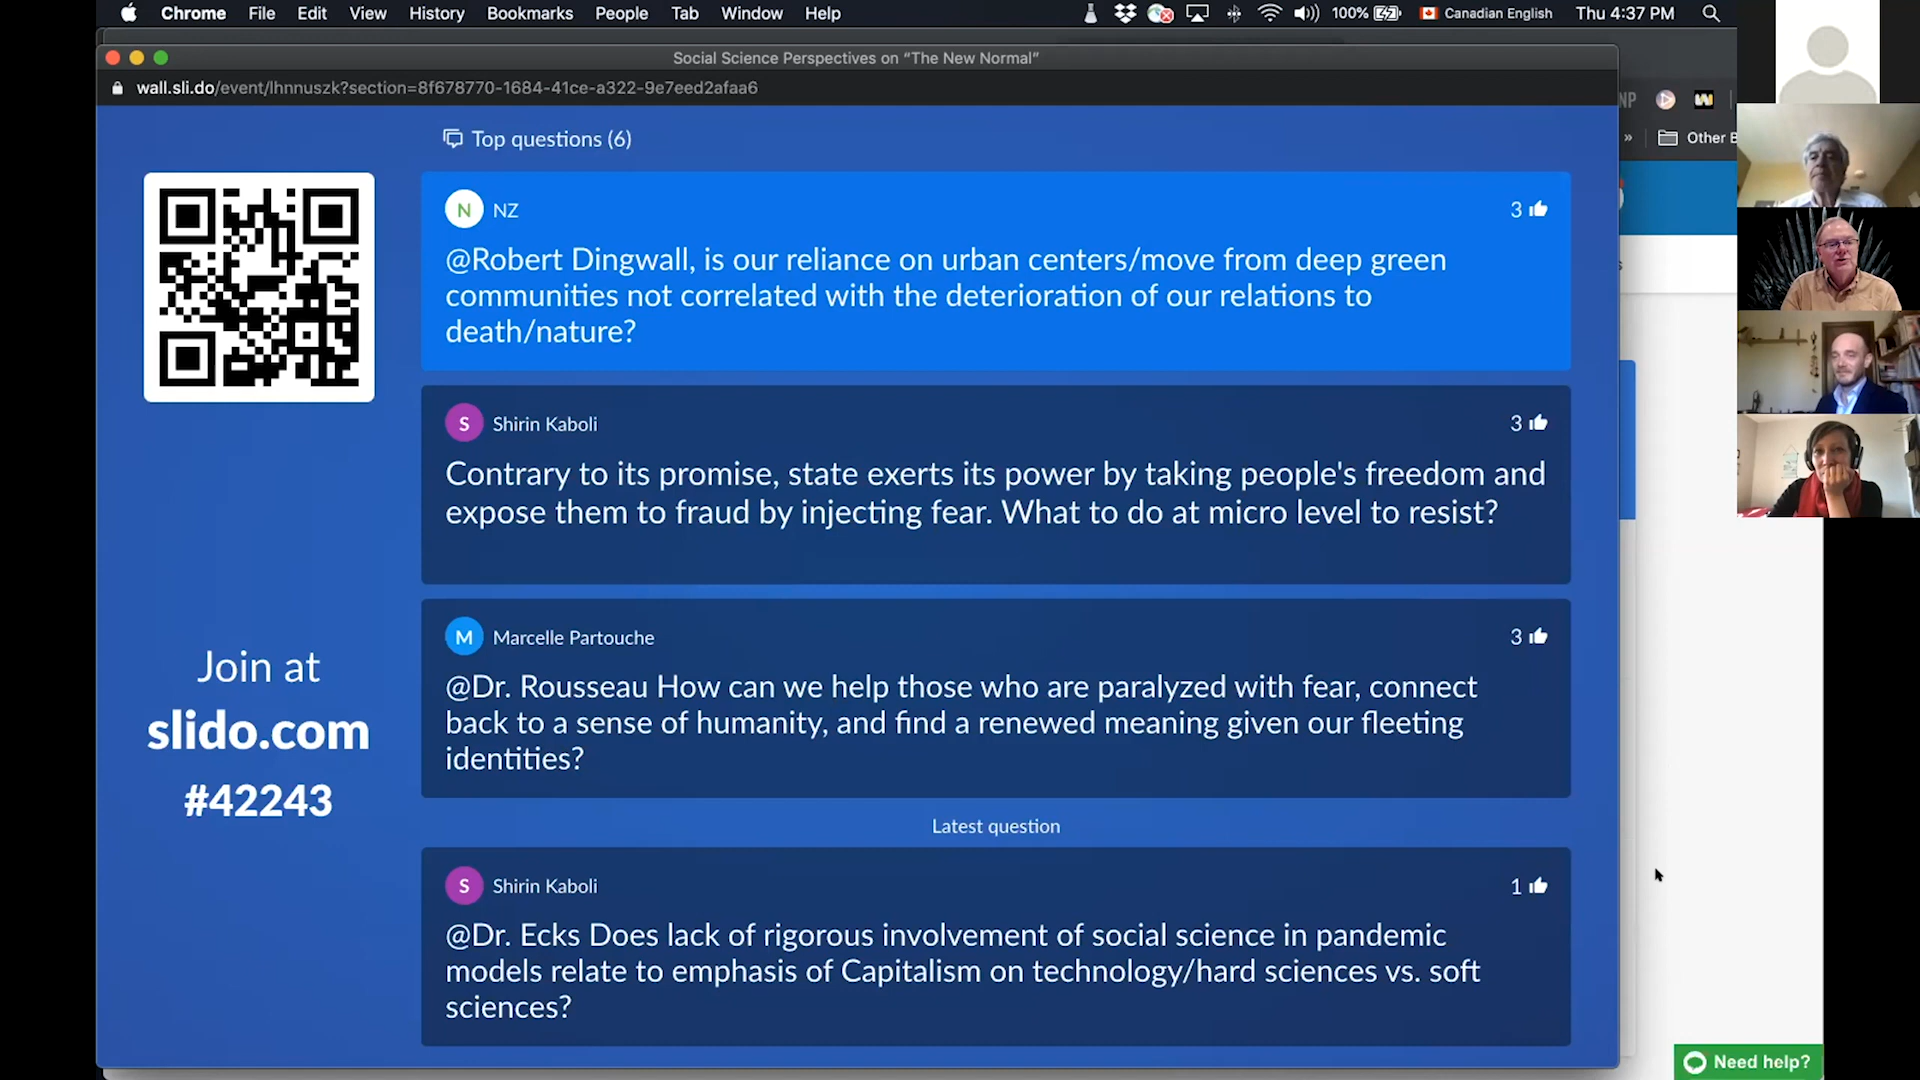 Chrome File Edit View History Bookmarks People Tab Window Help 100% Canadian English Thu 4:37 PM
Social Science Perspectives on “The New Normal”
wall.sli.do/event/lhnnuszk?section=8f678770-1684-41ce-a322-9e7eed2afaa6
NP
» Other B
Top questions (6)
N NZ 3
@Robert Dingwall, is our reliance on urban centers/move from deep green
communities not correlated with the deterioration of our relations to
death/nature?
S Shirin Kaboli 3
Contrary to its promise, state exerts its power by taking people's freedom and
expose them to fraud by injecting fear. What to do at micro level to resist?
M Marcelle Partouche 3
@Dr. Rousseau How can we help those who are paralyzed with fear, connect
back to a sense of humanity, and find a renewed meaning given our fleeting
identities?
Join at
slido.com
#42243
Latest question
S Shirin Kaboli 1
@Dr. Ecks Does lack of rigorous involvement of social science in pandemic
models relate to emphasis of Capitalism on technology/hard sciences vs. soft
sciences?
Need help?